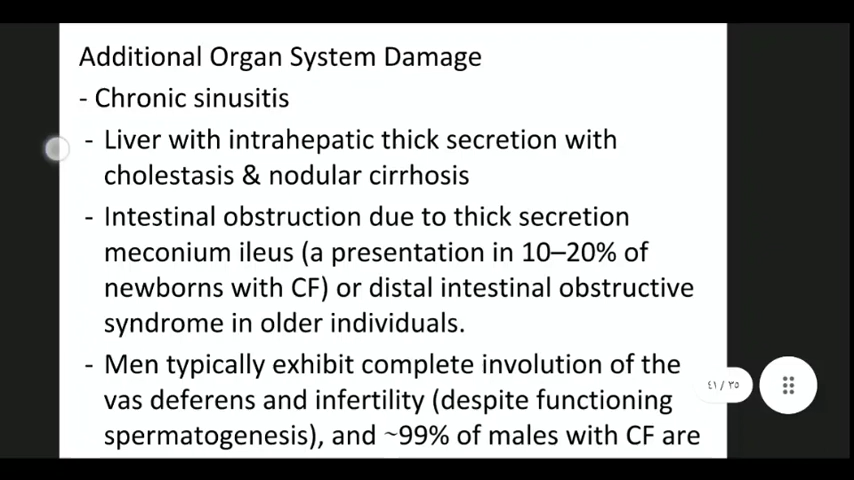 Additional Organ System Damage
- Chronic sinusitis
- Liver with intrahepatic thick secretion with
cholestasis & nodular cirrhosis
- Intestinal obstruction due to thick secretion
meconium ileus (a presentation in 10–20% of
newborns with CF) or distal intestinal obstructive
syndrome in older individuals.
- Men typically exhibit complete involution of the
vas deferens and infertility (despite functioning
spermatogenesis), and ~99% of males with CF are
٤١ / ٣٥